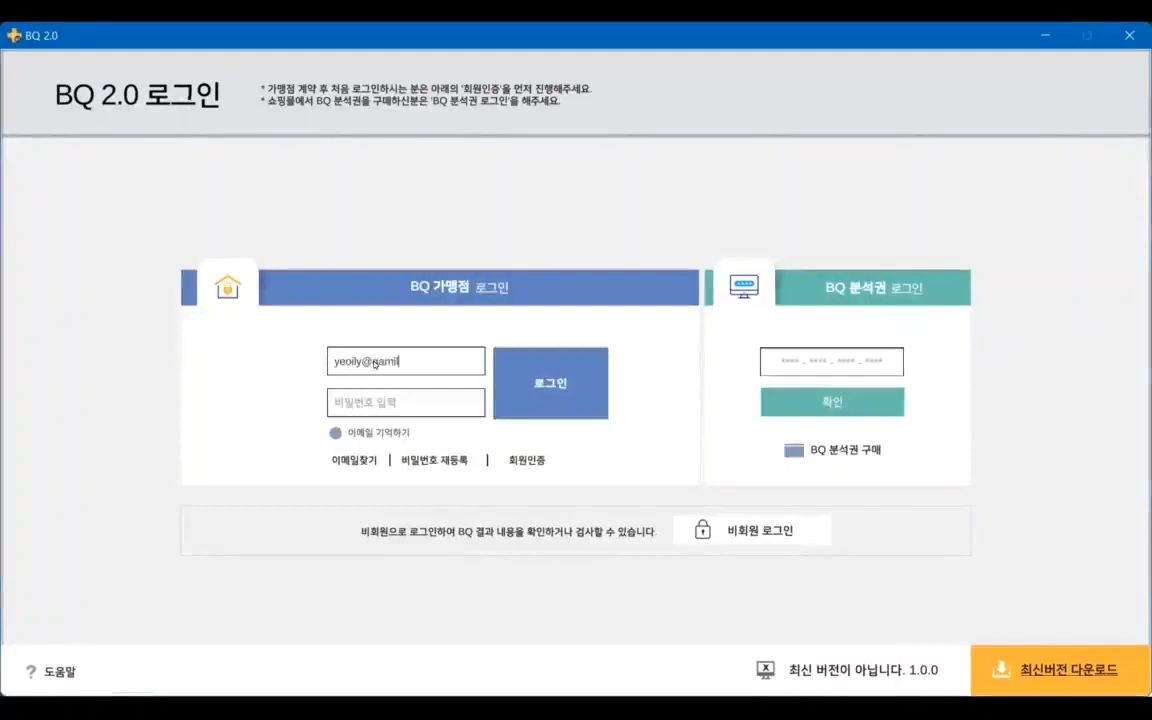 BQ 2.0
BQ 2.0 로그인
* 가맹점 계약 후 처음 로그인하시는 분은 아래의 '회원인증'을 먼저 진행해주세요.
* 쇼핑몰에서 BQ 분석권을 구매하신분은 'BQ 분석권 로그인'을 해주세요.
BQ 가맹점 로그인
yeoily@gamil
비밀번호 입력
로그인
이메일 기억하기
이메일찾기 | 비밀번호 재등록 | 회원인증
BQ 분석권 로그인
**** - **** - **** - ****
확인
BQ 분석권 구매
비회원으로 로그인하여 BQ 결과 내용을 확인하거나 검사할 수 있습니다
비회원 로그인
? 도움말
최신 버전이 아닙니다. 1.0.0
최신버전 다운로드